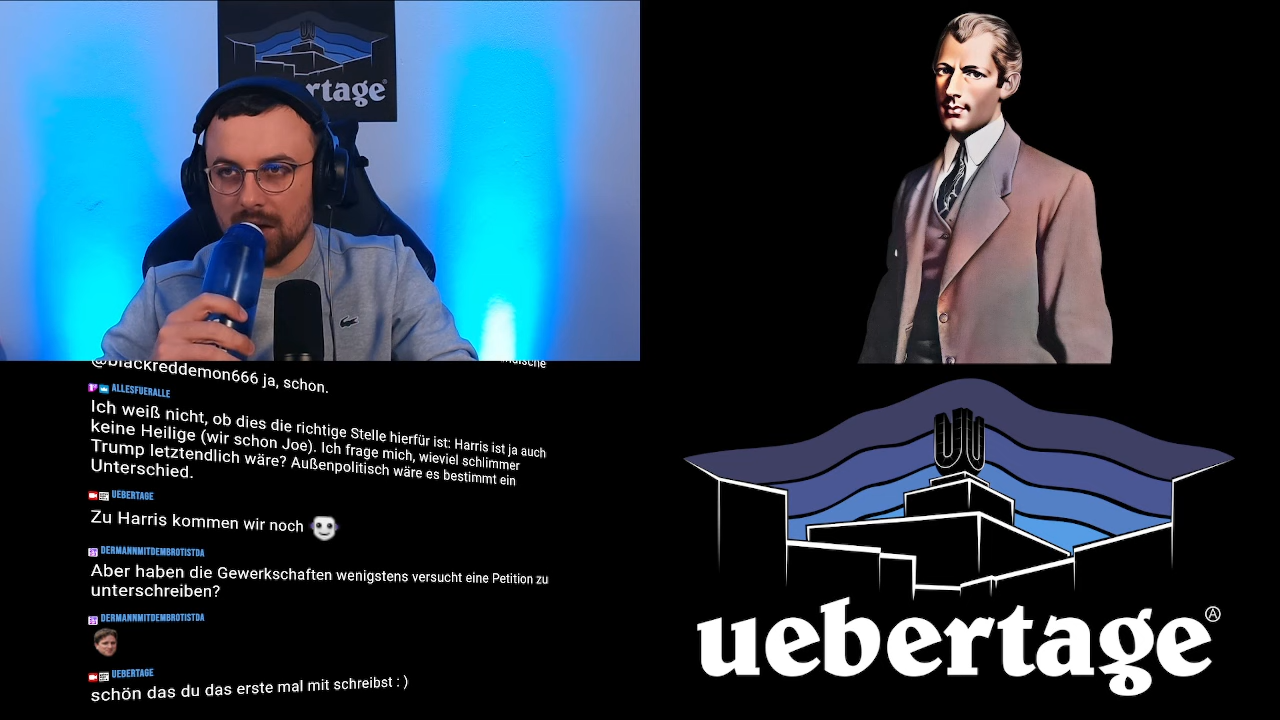 rtage
@blackreddemon666 ja, schon.
ALLESFUERALLE
Ich weiß nicht, ob dies die richtige Stelle hierfür ist: Harris ist ja auch
keine Heilige (wir schon Joe). Ich frage mich, wieviel schlimmer
Trump letztendlich wäre? Außenpolitisch wäre es bestimmt ein
Unterschied.
UEBERTAGE
Zu Harris kommen wir noch
DERMANNMITDEMBROTISTDA
Aber haben die Gewerkschaften wenigstens versucht eine Petition zu
unterschreiben?
DERMANNMITDEMBROTISTDA
UEBERTAGE
schön das du das erste mal mit schreibst : )
uebertage